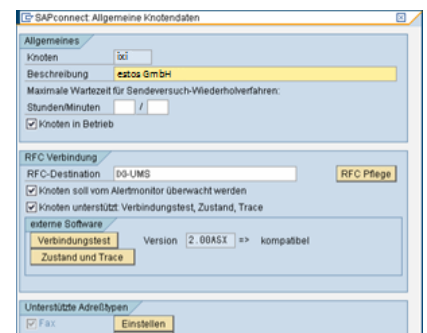 SAPconnect: Allgemeine Knotendaten
Allgemeines
Knoten ixi
Beschreibung estos GmbH
Maximale Wartezeit für Sendeversuch-Wiederholverfahren:
Stunden/Minuten /
Knoten in Betrieb
RFC Verbindung
RFC-Destination DG-UMS RFC Pflege
Knoten soll vom Alertmonitor überwacht werden
Knoten unterstützt Verbindungstest, Zustand, Trace
externe Software
Verbindungstest Version 2.00ASX => kompatibel
Zustand und Trace
Unterstützte Adreßtypen
Fax Einstellen